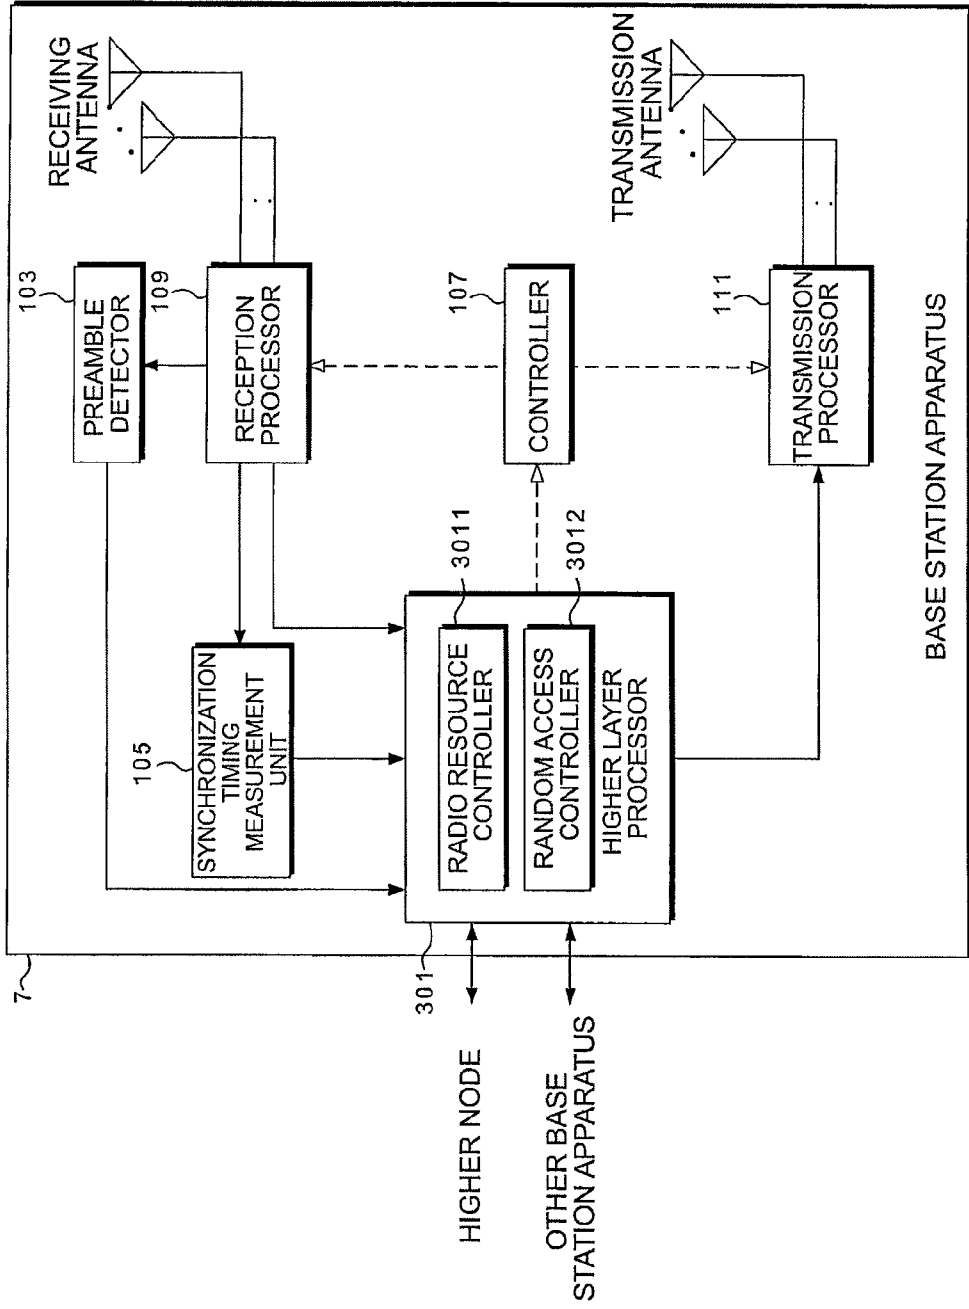 7
103
PREAMBLE
DETECTOR
RECEIVING
ANTENNA
105
SYNCHRONIZATION
TIMING
MEASUREMENT
UNIT
109
RECEPTION
PROCESSOR
301
RADIO RESOURCE
CONTROLLER
3011
RANDOM ACCESS
CONTROLLER
3012
HIGHER LAYER
PROCESSOR
107
CONTROLLER
HIGHER NODE
OTHER BASE
STATION APPARATUS
111
TRANSMISSION
PROCESSOR
TRANSMISSION
ANTENNA
BASE STATION APPARATUS